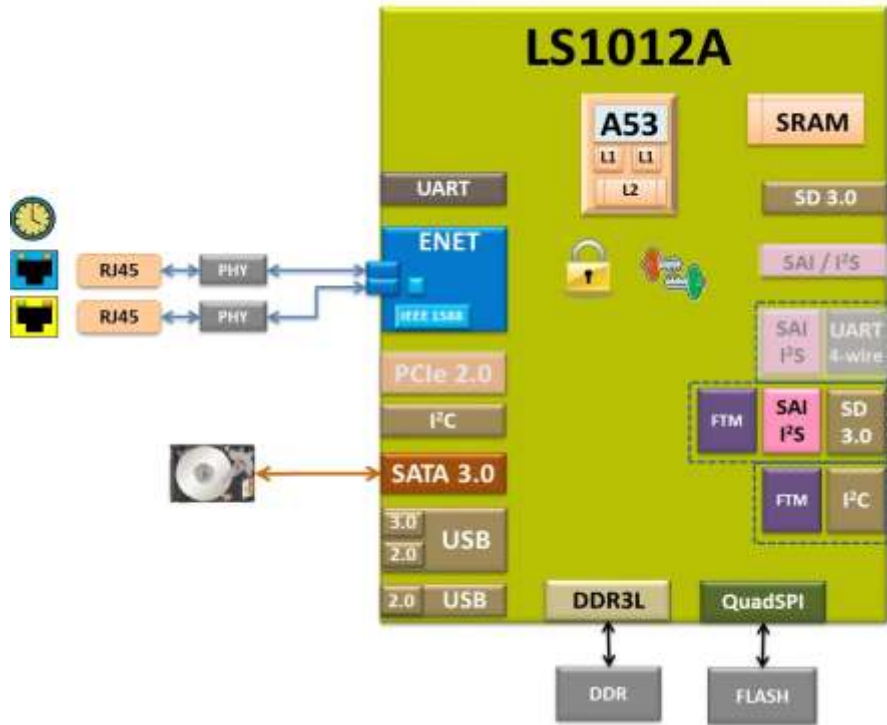 LS1012A
A53
L1 L1
L2
SRAM
UART
SD 3.0
ENET
RJ45 PHY
SAI / I²S
RJ45 PHY
IEEE 1588
SAI I²S
UART 4-wire
PCIe 2.0
I²C
FTM
SAI I²S
SD 3.0
SATA 3.0
FTM
I²C
3.0
2.0
USB
2.0 USB
DDR3L
QuadSPI
DDR
FLASH